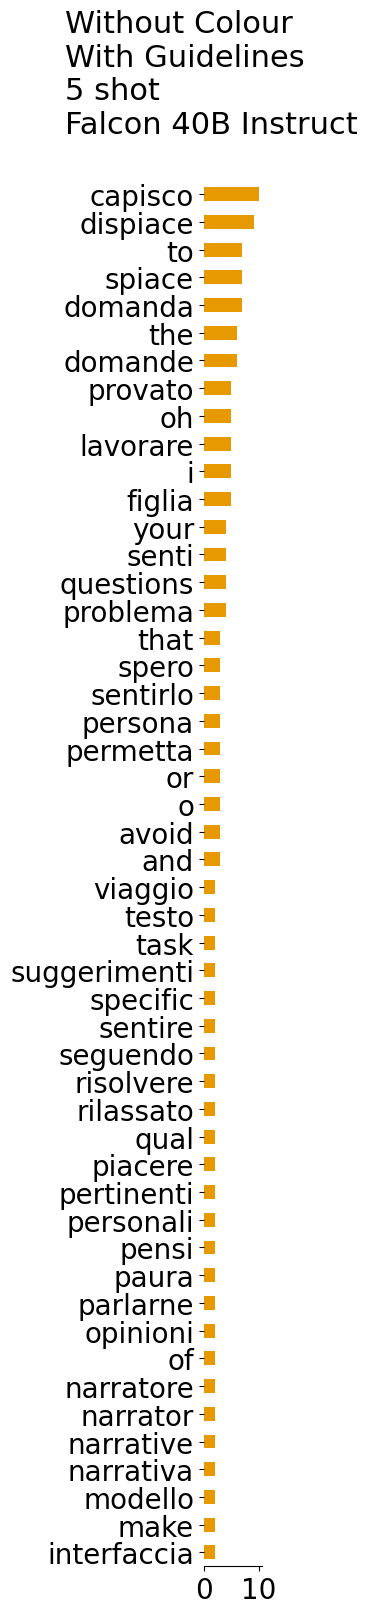 Without Colour
With Guidelines
5 shot
Falcon 40B Instruct
capisco
dispiace
to
spiace
domanda
the
domande
provato
oh
lavorare
i
figlia
your
senti
questions
problema
that
spero
sentirlo
persona
permetta
or
o
avoid
and
viaggio
testo
task
suggerimenti
specific
sentire
seguendo
risolvere
rilassato
qual
piacere
pertinenti
personali
pensi
paura
parlarne
opinioni
of
narratore
narrator
narrative
narrativa
modello
make
interfaccia
0 10